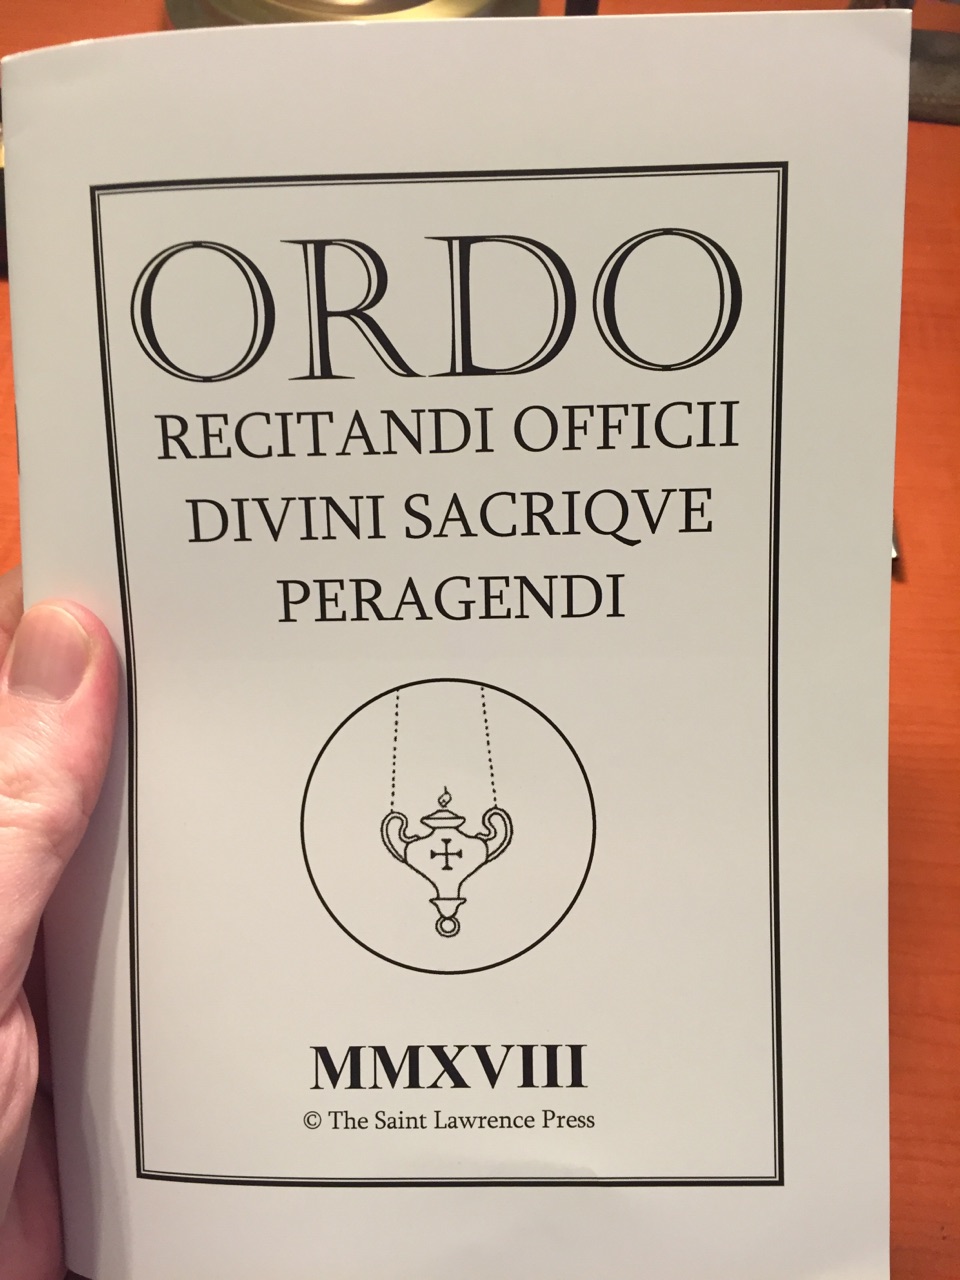 ORDO
RECITANDI OFFICII
DIVINI SACRIQVE
PERAGENDI
MMXVIII
© The Saint Lawrence Press